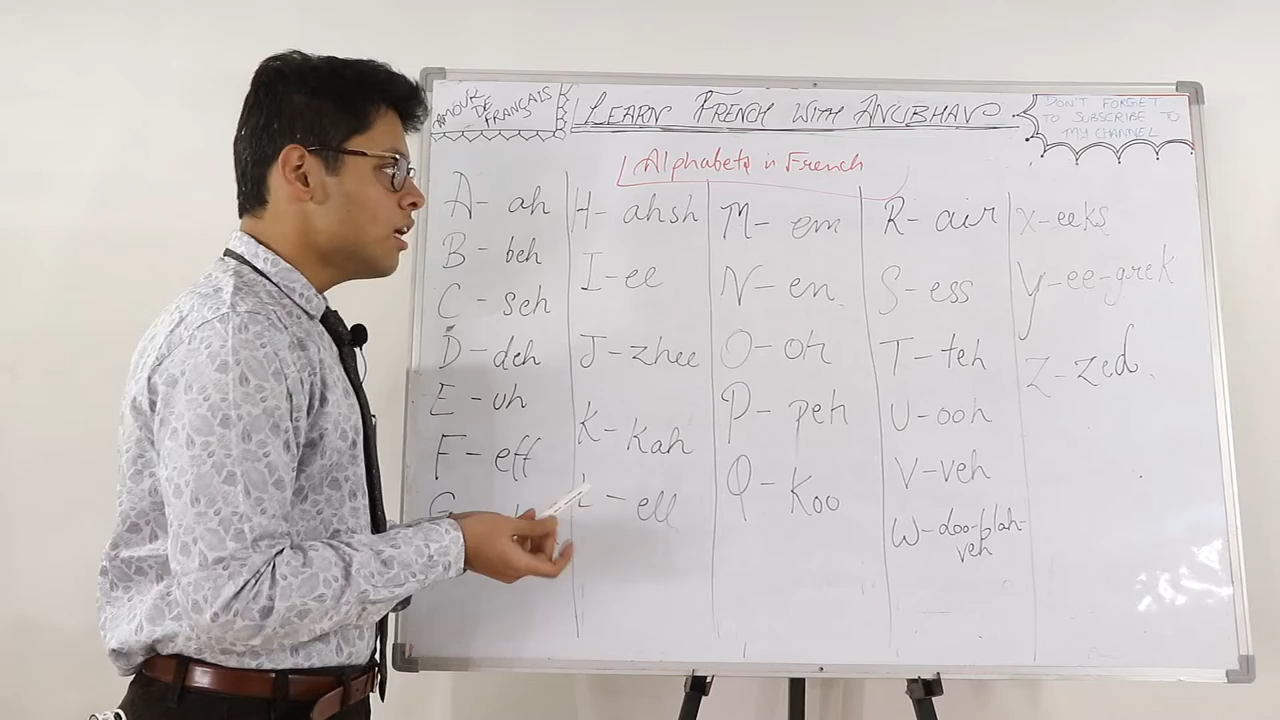 AMOUR
DE
FRANÇAIS
LEARN FRENCH WITH ANUBHAV
DON'T FORGET
TO SUBSCRIBE TO
MY CHANNEL
Alphabets in French
A- ah
B - beh
C - seh
D - deh
E - uh
F - eff
G
H- ahsh
I - ee
J - zhee
K - kah
L - ell
M - em
N - en
O - oh
P - peh
Q - koo
R - air
S - ess
T - teh
U - ooh
V - veh
W - doo-blah-
veh
X - eeks
Y - ee-grek
Z - zed